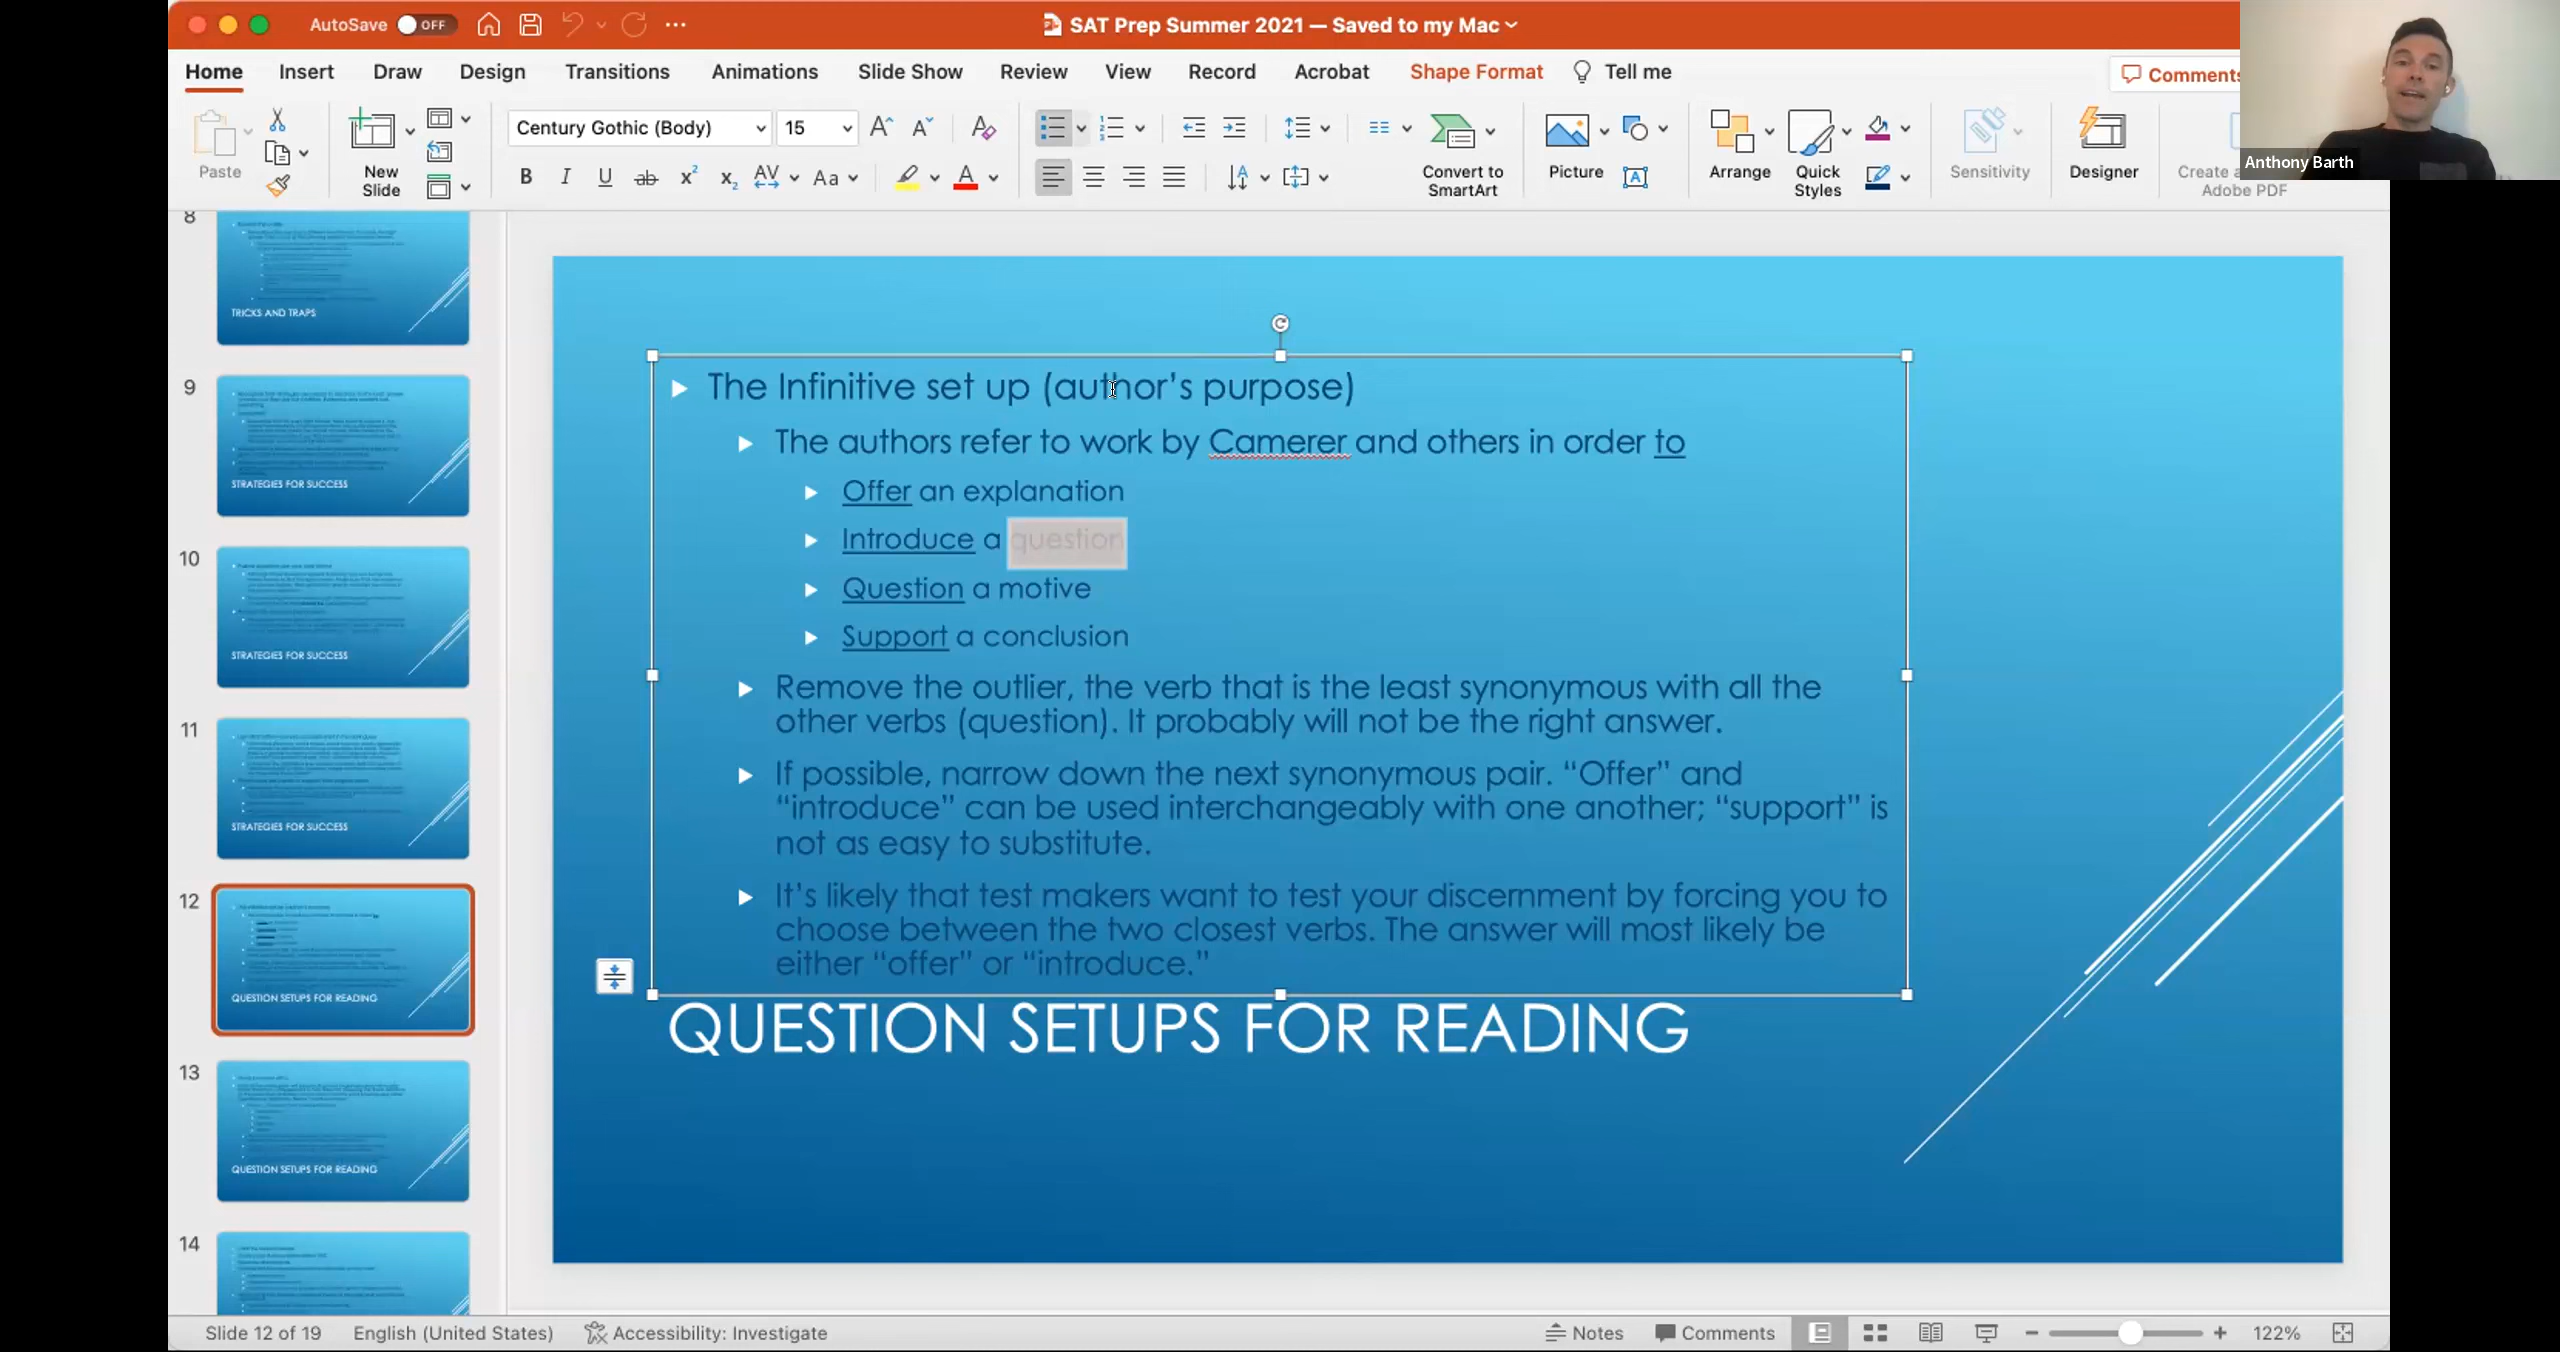 AutoSave OFF
SAT Prep Summer 2021 — Saved to my Mac
Home Insert Draw Design Transitions Animations Slide Show Review View Record Acrobat Shape Format Tell me
Comments
Paste
New
Slide
Century Gothic (Body) 15
Convert to
SmartArt
Picture
Arrange
Quick
Styles
Sensitivity
Designer
Create a
Adobe PDF
Anthony Barth
8
TRICKS AND TRAPS
9
STRATEGIES FOR SUCCESS
10
STRATEGIES FOR SUCCESS
11
STRATEGIES FOR SUCCESS
12
QUESTION SETUPS FOR READING
13
QUESTION SETUPS FOR READING
14
The Infinitive set up (author's purpose)
The authors refer to work by Camerer and others in order to
Offer an explanation
Introduce a question
Question a motive
Support a conclusion
Remove the outlier, the verb that is the least synonymous with all the
other verbs (question). It probably will not be the right answer.
If possible, narrow down the next synonymous pair. “Offer” and
“introduce” can be used interchangeably with one another; “support” is
not as easy to substitute.
It's likely that test makers want to test your discernment by forcing you to
choose between the two closest verbs. The answer will most likely be
either “offer” or “introduce.”
QUESTION SETUPS FOR READING
Slide 12 of 19 English (United States) Accessibility: Investigate Notes Comments 122%